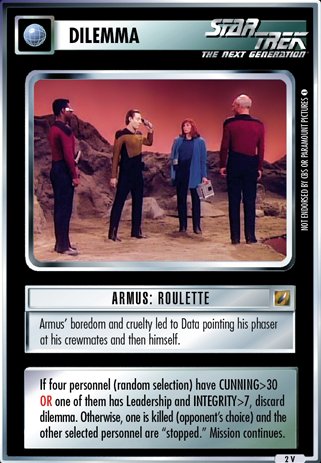 DILEMMA
STAR TREK
THE NEXT GENERATION
NOT ENDORSED BY CBS OR PARAMOUNT PICTURES
ARMUS: ROULETTE
Armus’ boredom and cruelty led to Data pointing his phaser
at his crewmates and then himself.
If four personnel (random selection) have CUNNING>30
OR one of them has Leadership and INTEGRITY>7, discard
dilemma. Otherwise, one is killed (opponent’s choice) and the
other selected personnel are “stopped.” Mission continues.
2 V